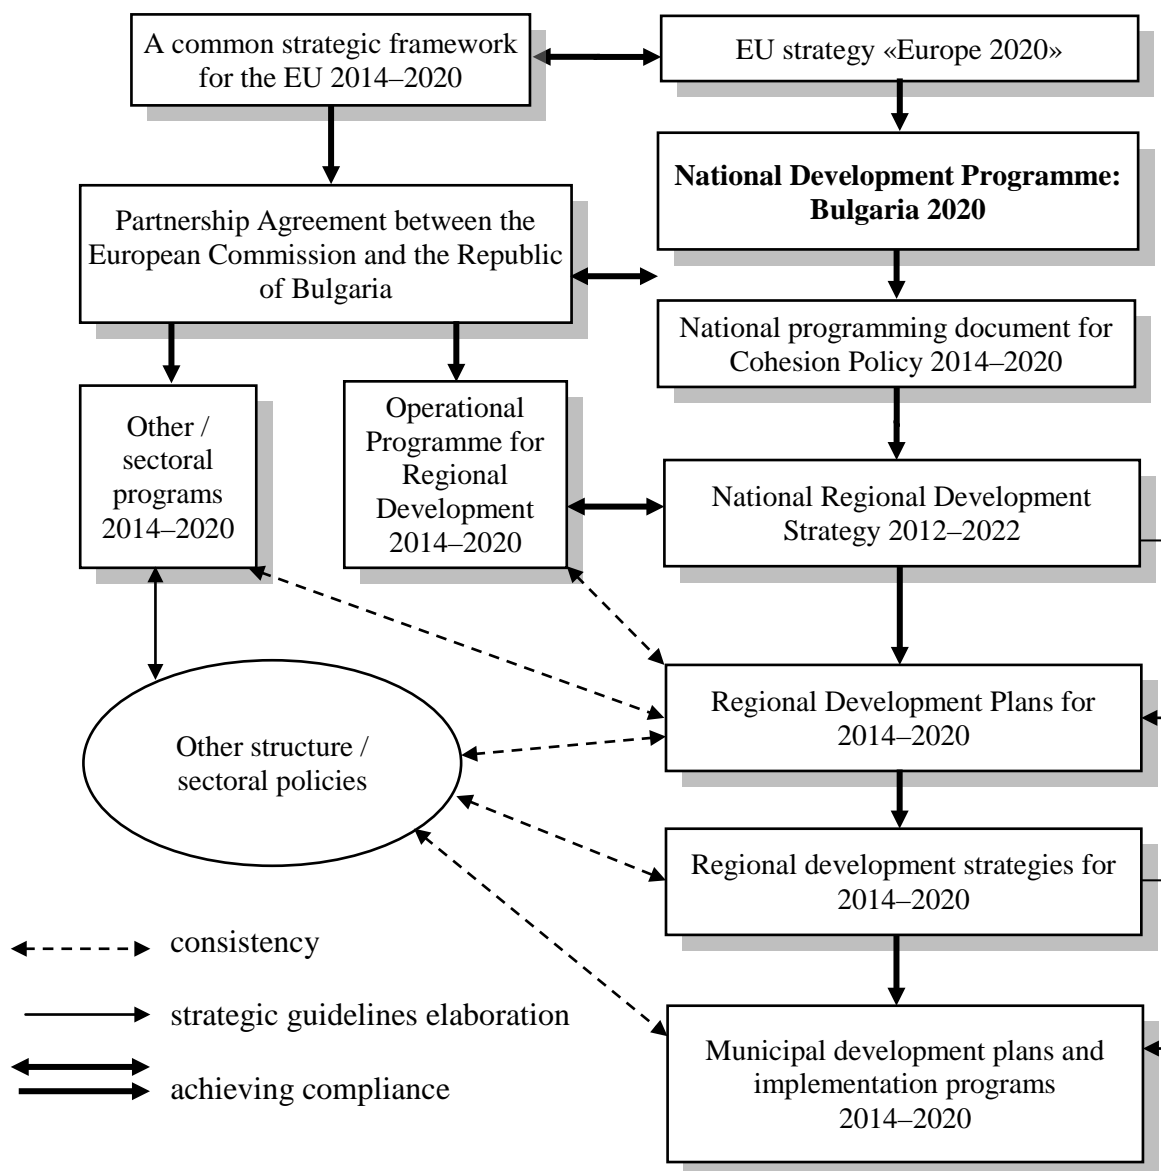 A common strategic framework
for the EU 2014–2020
EU strategy «Europe 2020»
National Development Programme:
Bulgaria 2020
Partnership Agreement between the
European Commission and the Republic
of Bulgaria
National programming document for
Cohesion Policy 2014–2020
Other /
sectoral
programs
2014–2020
Operational
Programme for
Regional
Development
2014–2020
National Regional Development
Strategy 2012–2022
Regional Development Plans for
2014–2020
Other structure /
sectoral policies
Regional development strategies for
2014–2020
Municipal development plans and
implementation programs
2014–2020
consistency
strategic guidelines elaboration
achieving compliance